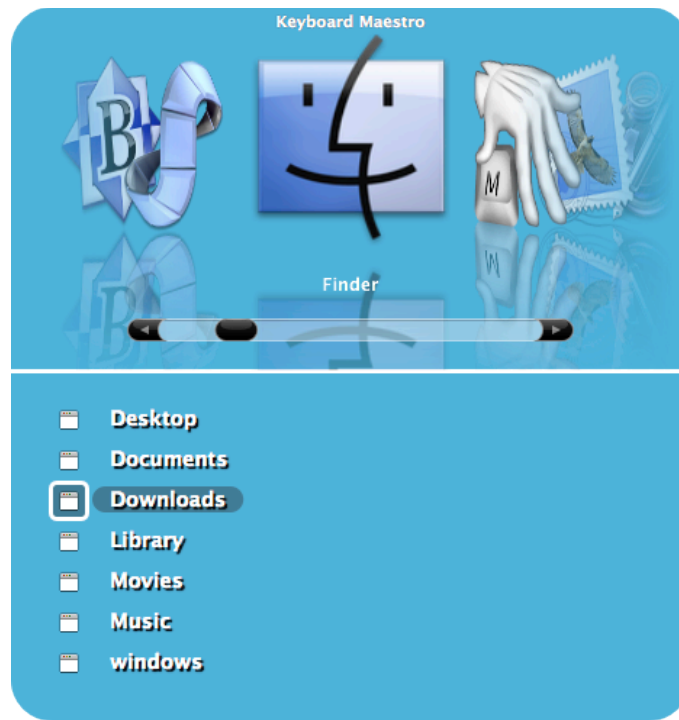 Keyboard Maestro
B
M
Finder
Desktop
Documents
Downloads
Library
Movies
Music
windows